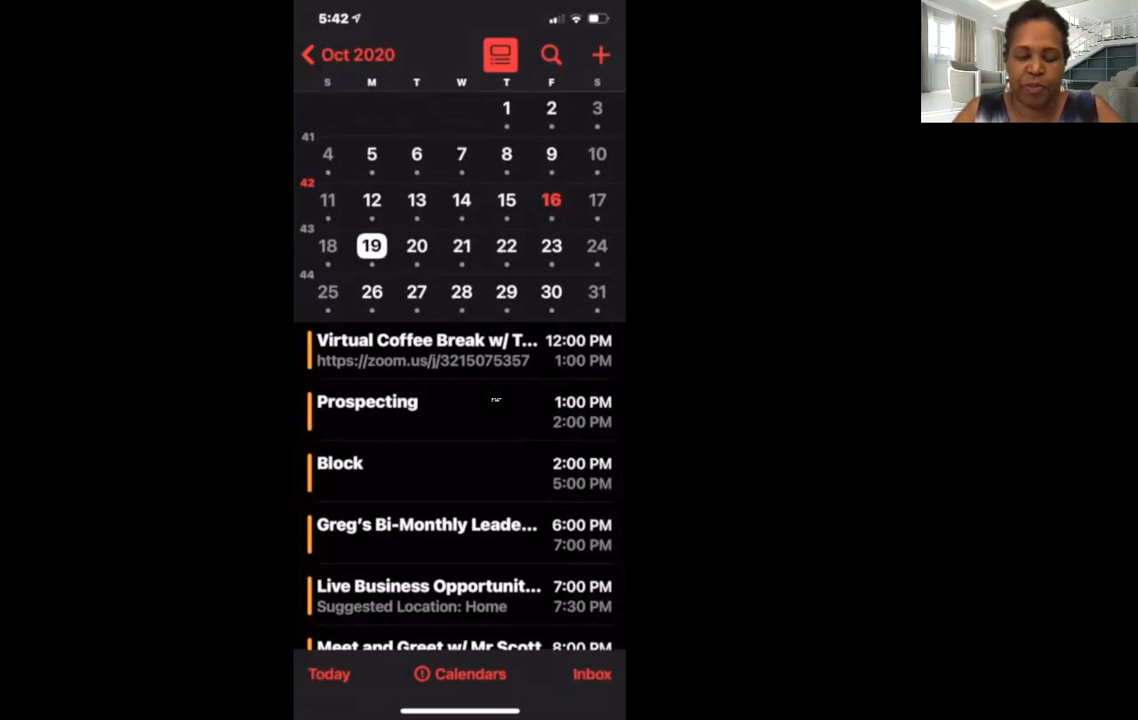 5:42
Oct 2020
S M T W T F S
1 2 3
41
4 5 6 7 8 9 10
42
11 12 13 14 15 16 17
43
18 19 20 21 22 23 24
44
25 26 27 28 29 30 31
Virtual Coffee Break w/ T... 12:00 PM
https://zoom.us/j/3215075357 1:00 PM
Prospecting 1:00 PM
2:00 PM
Block 2:00 PM
5:00 PM
Greg's Bi-Monthly Leade... 6:00 PM
7:00 PM
Live Business Opportunit... 7:00 PM
Suggested Location: Home 7:30 PM
Meet and Greet w/ Mr Scott 8:00 PM
Today Calendars Inbox